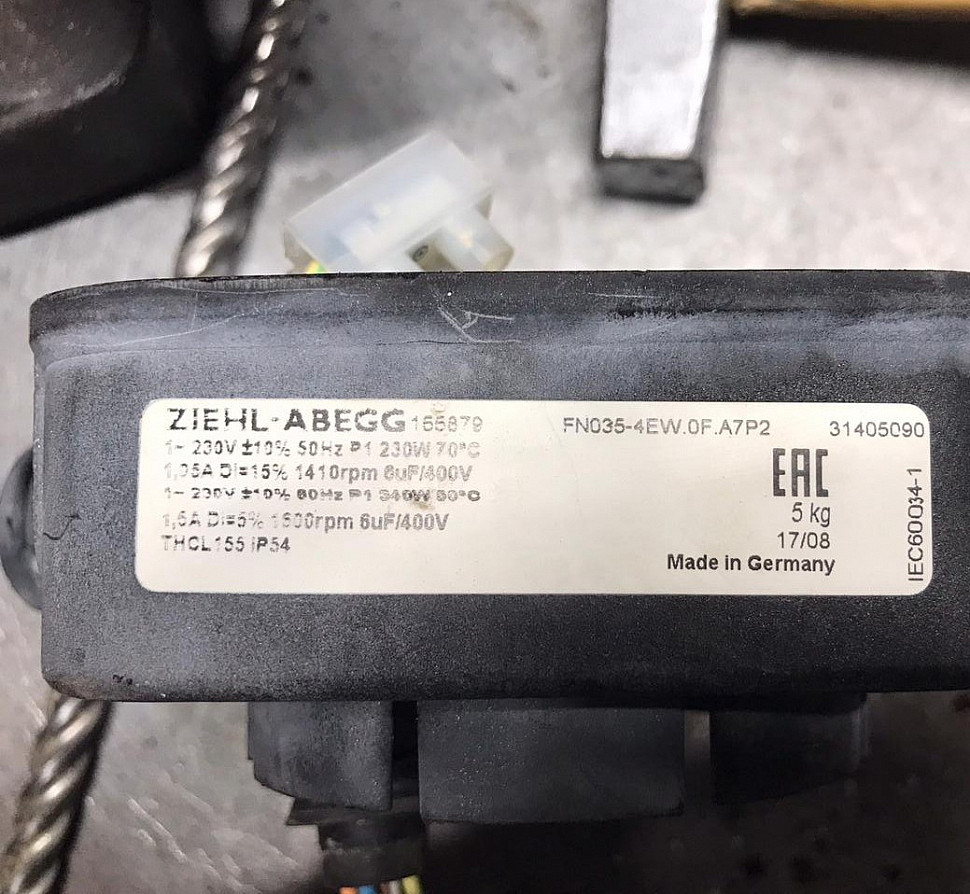 ZIEHL-ABEGG 155879
FN035-4EW.0F.A7P2
31405090
1~ 230V ±10% 50Hz P1 230W 70°C
1,05A DI=15% 1410rpm 6uF/400V
1~ 230V ±10% 60Hz P1 340W
1,5A DI=5% rpm 6uF/400V
THCL155 IP54
EAC
5 kg
17/08
Made in Germany
IEC60034-1